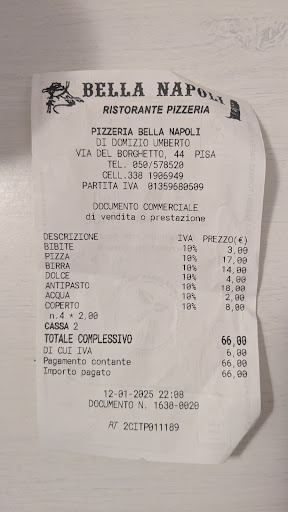 BELLA NAPOLI
RISTORANTE PIZZERIA
PIZZERIA BELLA NAPOLI
DI DOMIZIO UMBERTO
VIA DEL BORGHETTO, 44 PISA
TEL. 050/578520
CELL.338 1906949
PARTITA IVA 01359680509
DOCUMENTO COMMERCIALE
di vendita o prestazione
DESCRIZIONE IVA PREZZO(€)
BIBITE 10% 3,00
PIZZA 10% 17,00
BIRRA 10% 14,00
DOLCE 10% 4,00
ANTIPASTO 10% 18,00
ACQUA 10% 2,00
COPERTO 10% 8,00
n.4 * 2,00
CASSA 2
TOTALE COMPLESSIVO 66,00
DI CUI IVA 6,00
Pagamento contante 66,00
Importo pagato 66,00
12-01-2025 22:08
DOCUMENTO N. 1630-0020
RT 2CITP011189